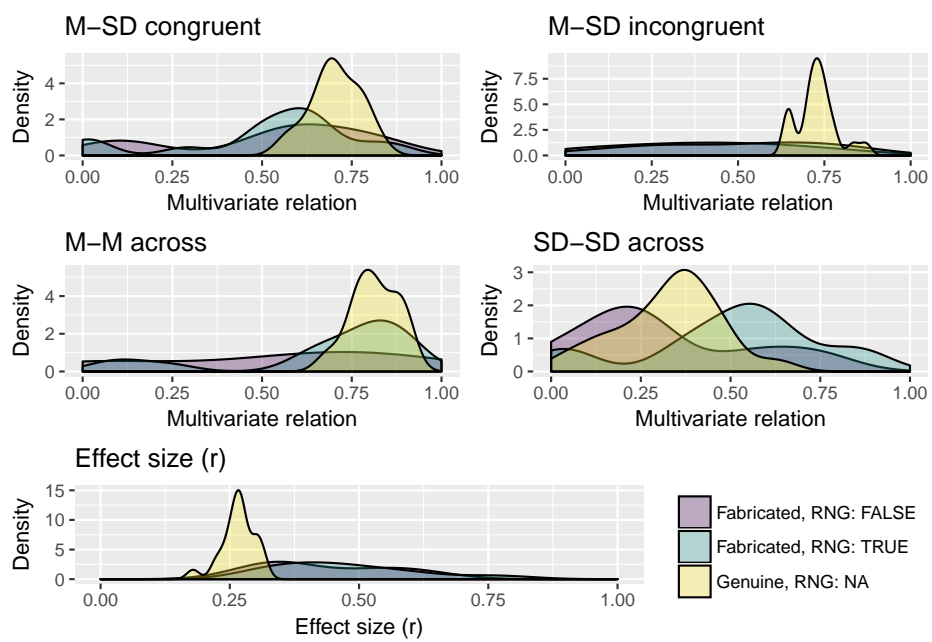 M−SD congruent
Density
4
2
0
0.00 0.25 0.50 0.75 1.00
Multivariate relation
M−SD incongruent
Density
7.5
5.0
2.5
0.0
0.00 0.25 0.50 0.75 1.00
Multivariate relation
M−M across
Density
4
2
0
0.00 0.25 0.50 0.75 1.00
Multivariate relation
SD−SD across
Density
3
2
1
0
0.00 0.25 0.50 0.75 1.00
Multivariate relation
Effect size (r)
Density
15
10
5
0
0.00 0.25 0.50 0.75 1.00
Effect size (r)
Fabricated, RNG: FALSE
Fabricated, RNG: TRUE
Genuine, RNG: NA